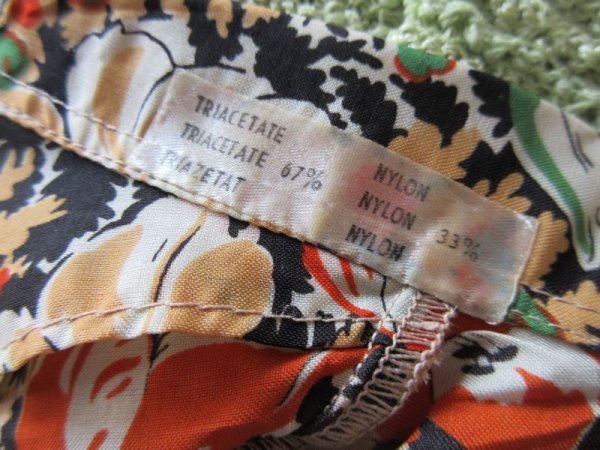 TRIACETATE NYLON
TRIACETATE 67% NYLON 33%
TRIAZETAT NYLON